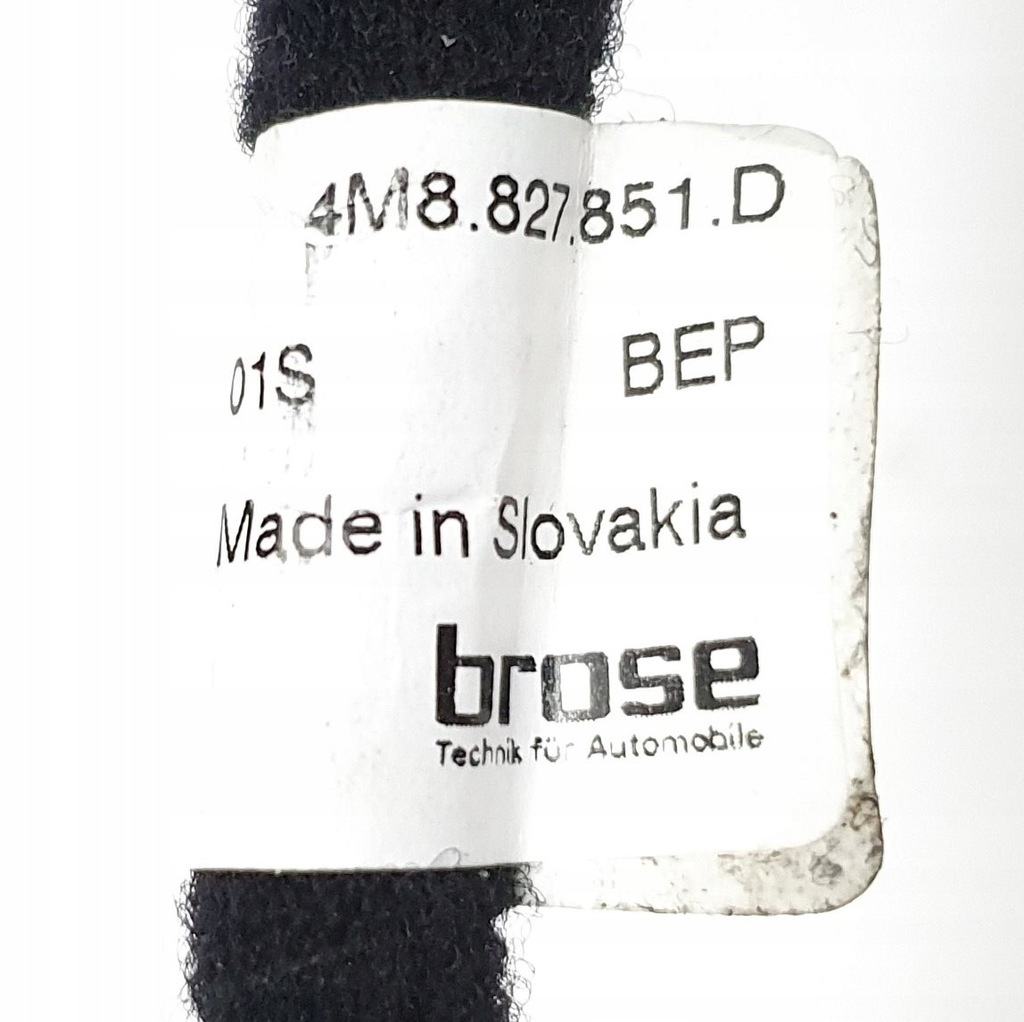 4M8.827.851.D
01S BEP
Made in Slovakia
brose
Technik für Automobile